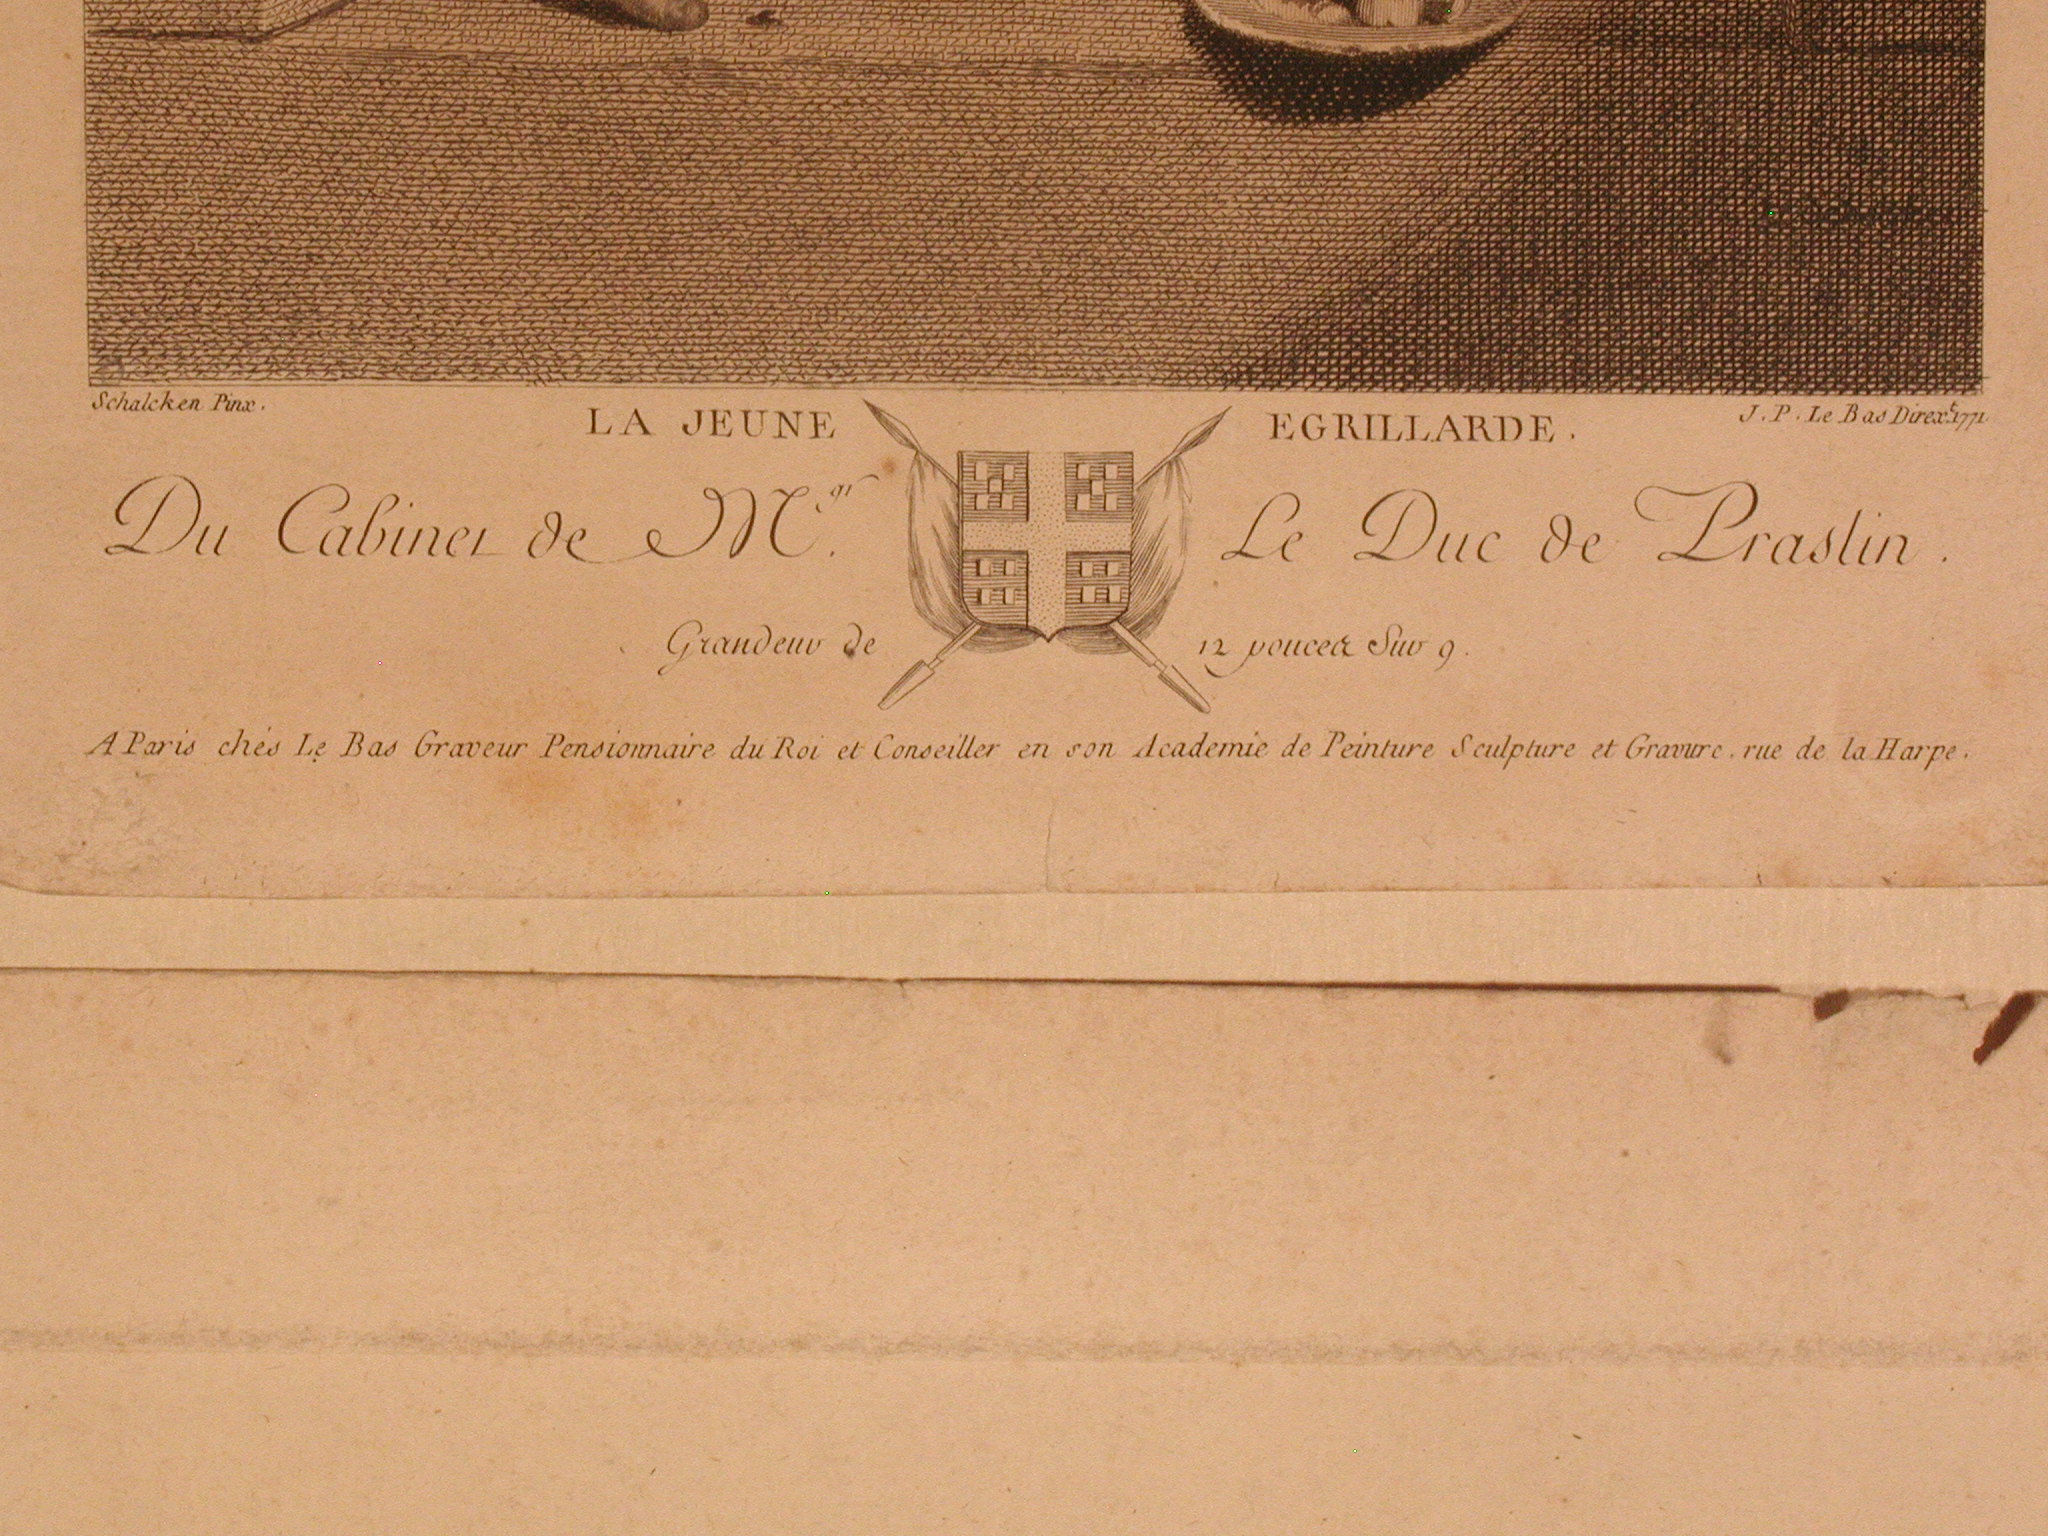 Schalcken Pinx.
J. P. Le Bas Direx.t 1771
LA JEUNE EGRILLARDE.
Du Cabinet de M.gr Le Duc de Praslin.
Grandeur de 12 pouces Sur 9.
A Paris chés Le Bas Graveur Pensionnaire du Roi et Conseiller en son Academie de Peinture Sculpture et Gravure. rue de la Harpe.